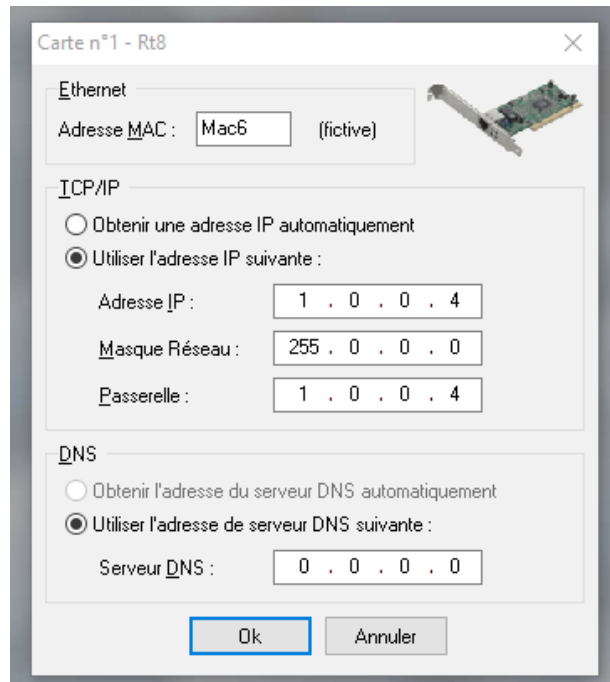 Carte n°1 - Rt8
Ethernet
Adresse MAC : Mac6 (fictive)
TCP/IP
Obtenir une adresse IP automatiquement
Utiliser l'adresse IP suivante :
Adresse IP : 1 . 0 . 0 . 4
Masque Réseau : 255 . 0 . 0 . 0
Passerelle : 1 . 0 . 0 . 4
DNS
Obtenir l'adresse du serveur DNS automatiquement
Utiliser l'adresse de serveur DNS suivante :
Serveur DNS : 0 . 0 . 0 . 0
Ok Annuler